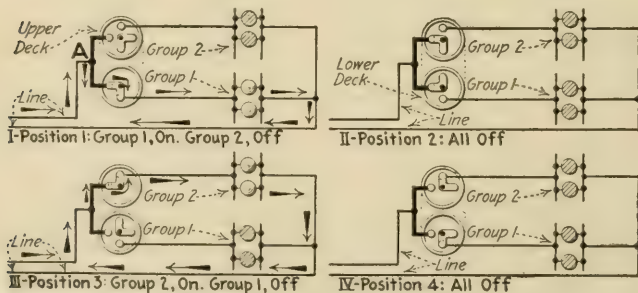 Upper
Deck
A
Group 2
Group 1
Line
I-Position 1: Group 1, On. Group 2, Off
Group 2
Lower
Deck
Group 1
Line
II-Position 2: All Off
Group 2
Group 1
Line
III-Position 3: Group 2, On. Group 1, Off
Group 2
Group 1
Line
IV-Position 4: All Off